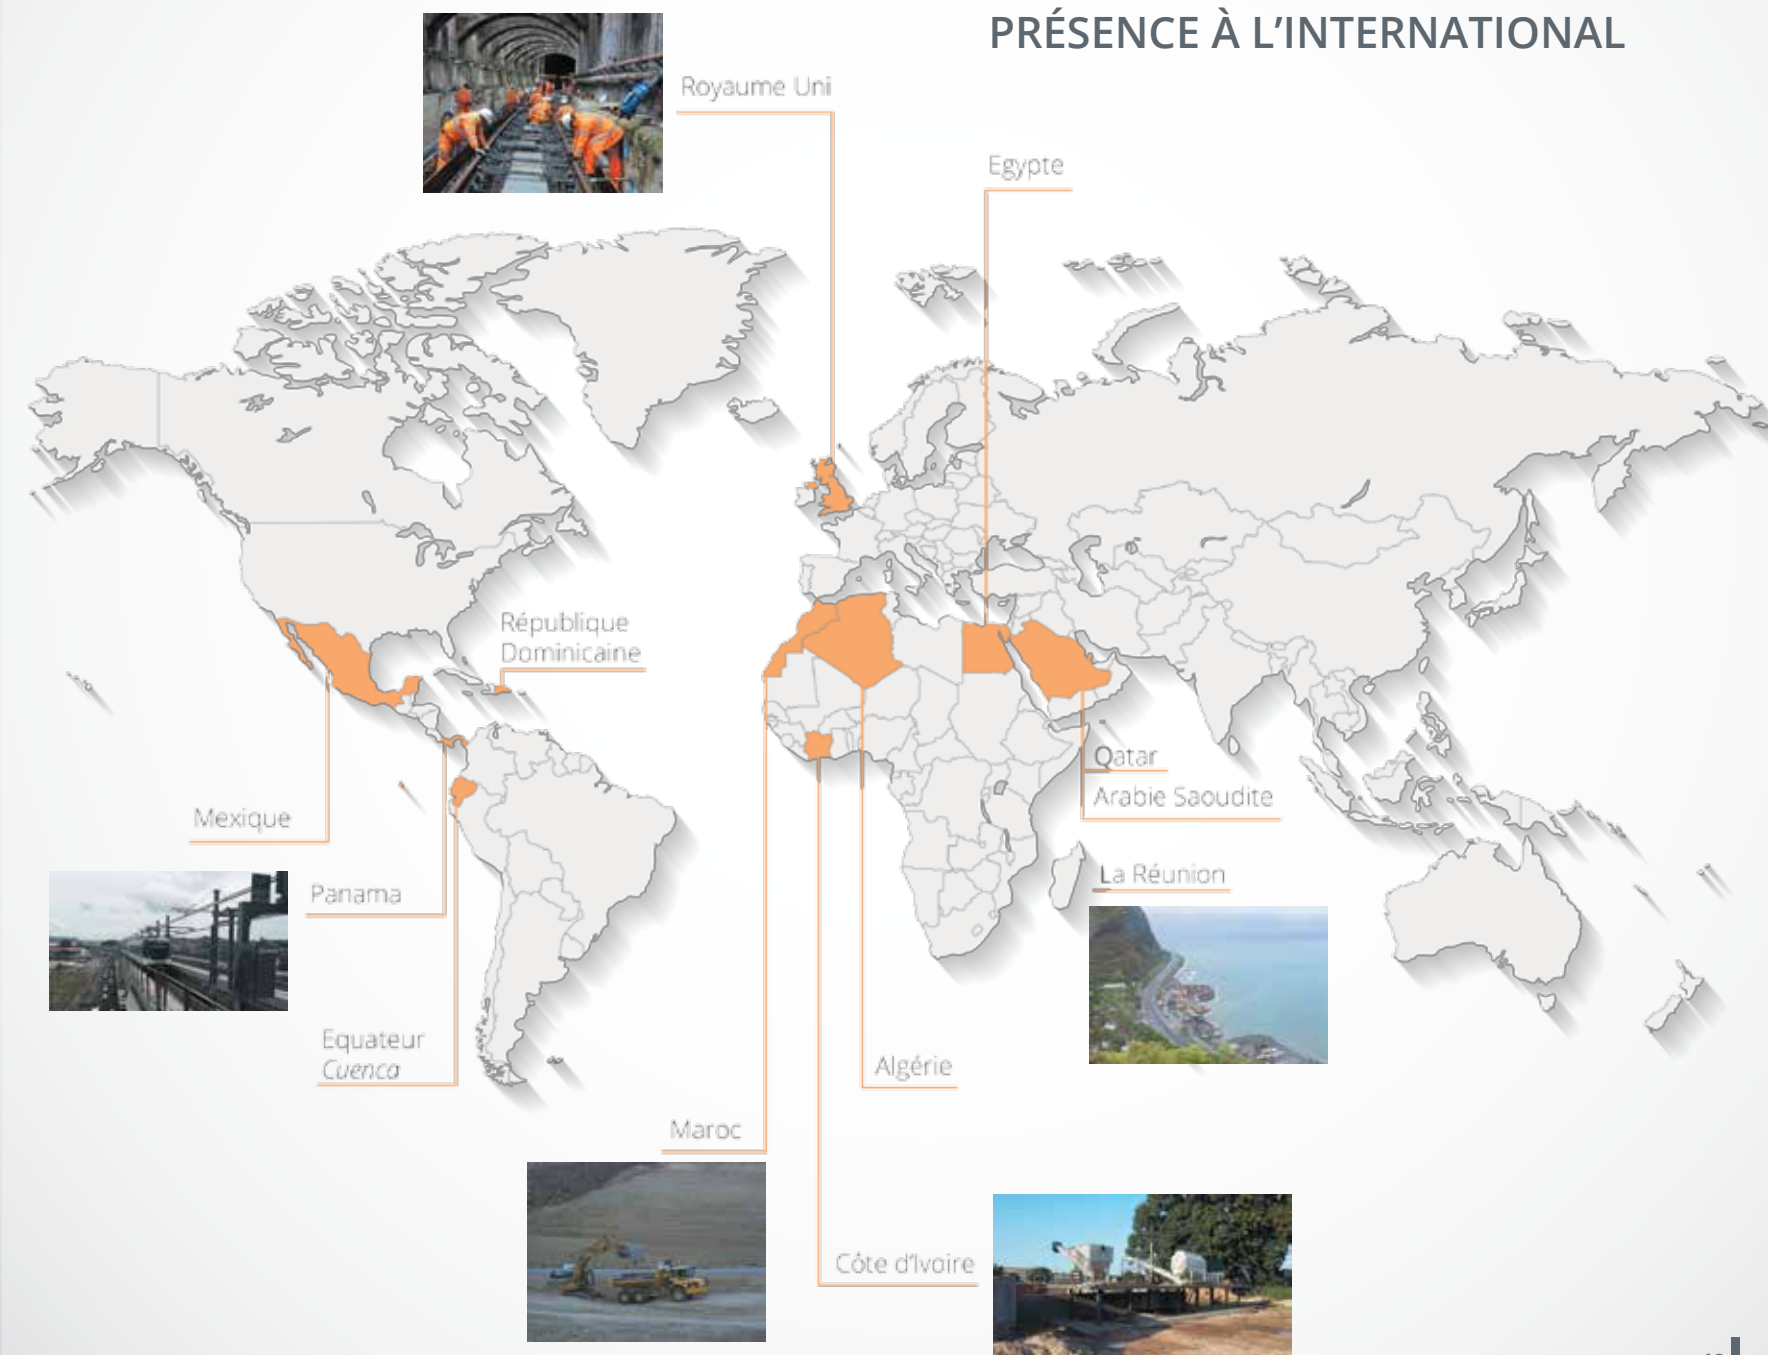 PRÉSENCE À L'INTERNATIONAL
Royaume Uni
Egypte
République
Dominicaine
Qatar
Arabie Saoudite
Mexique
La Réunion
Panama
Equateur
Cuenca
Algérie
Maroc
Côte d'Ivoire